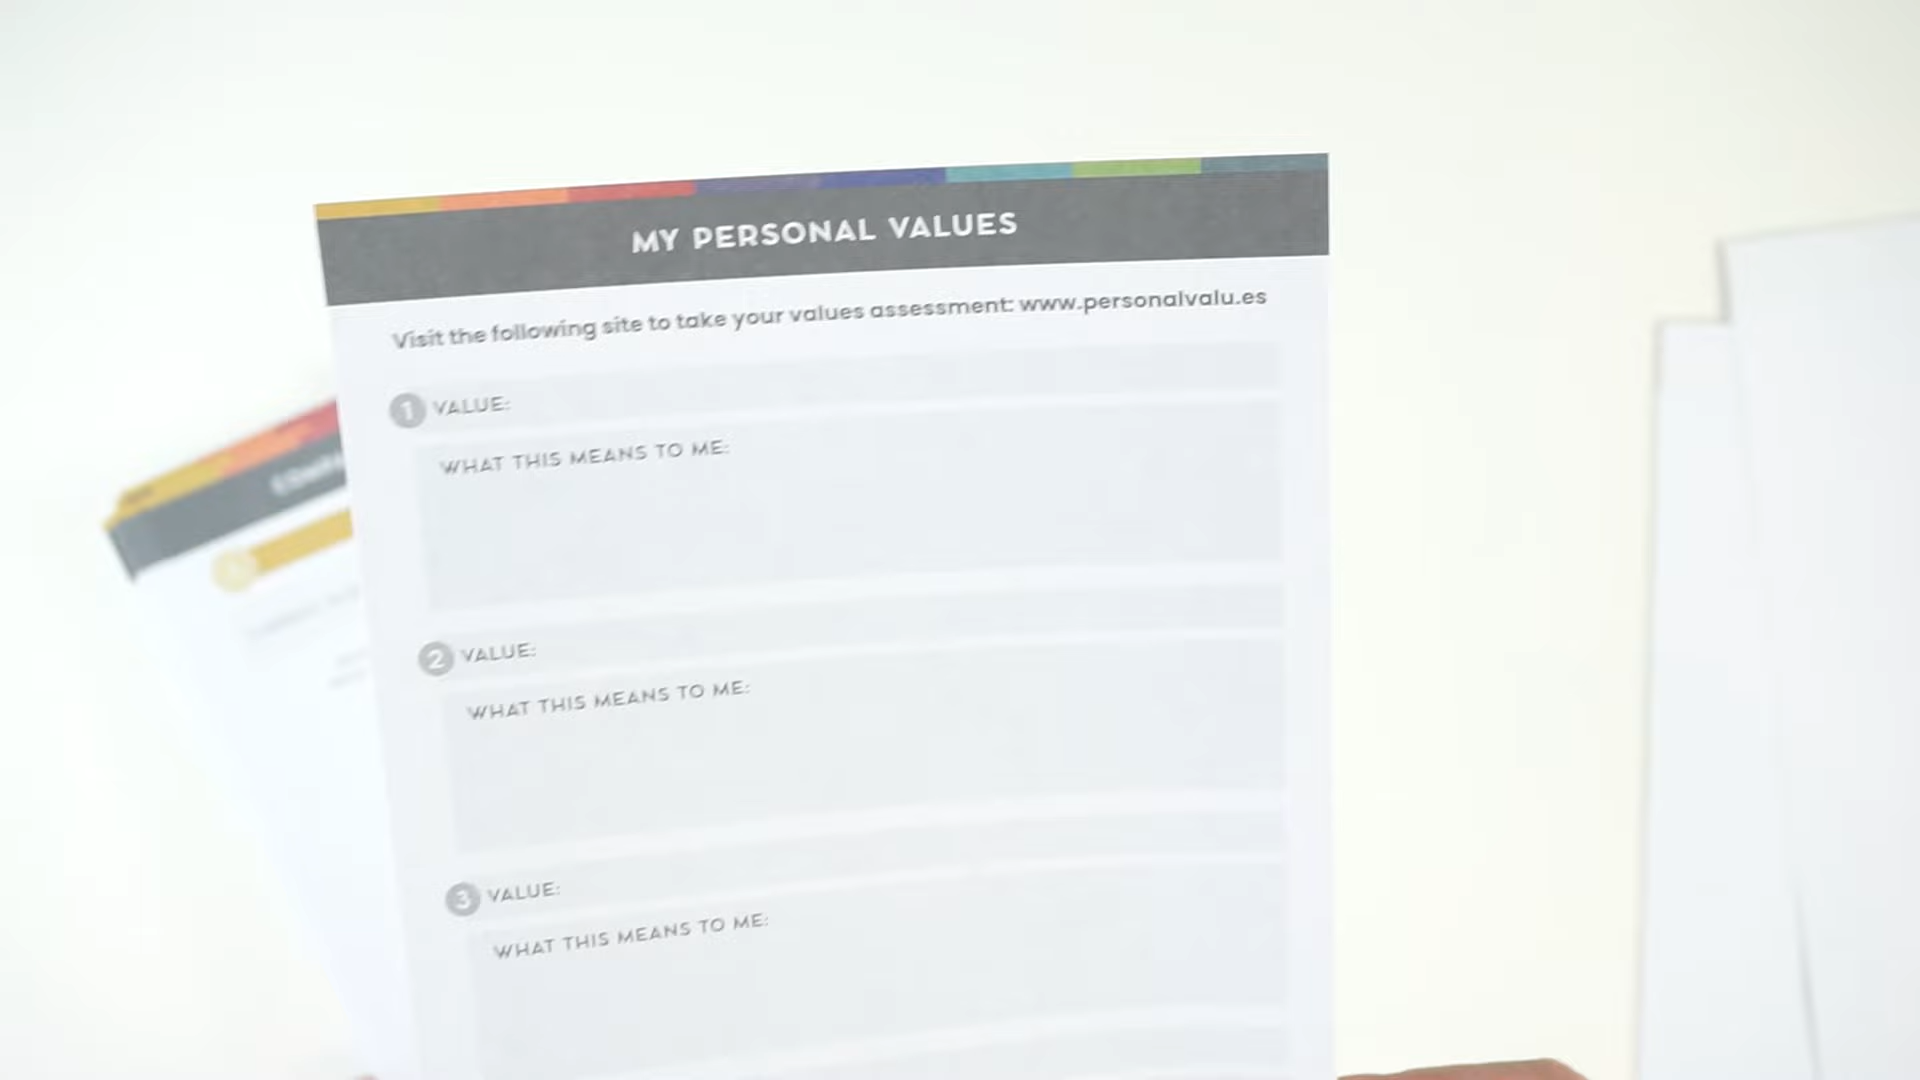 MY PERSONAL VALUES
Visit the following site to take your values assessment: www.personalvalu.es
1 VALUE:
WHAT THIS MEANS TO ME:
2 VALUE:
WHAT THIS MEANS TO ME:
3 VALUE:
WHAT THIS MEANS TO ME: